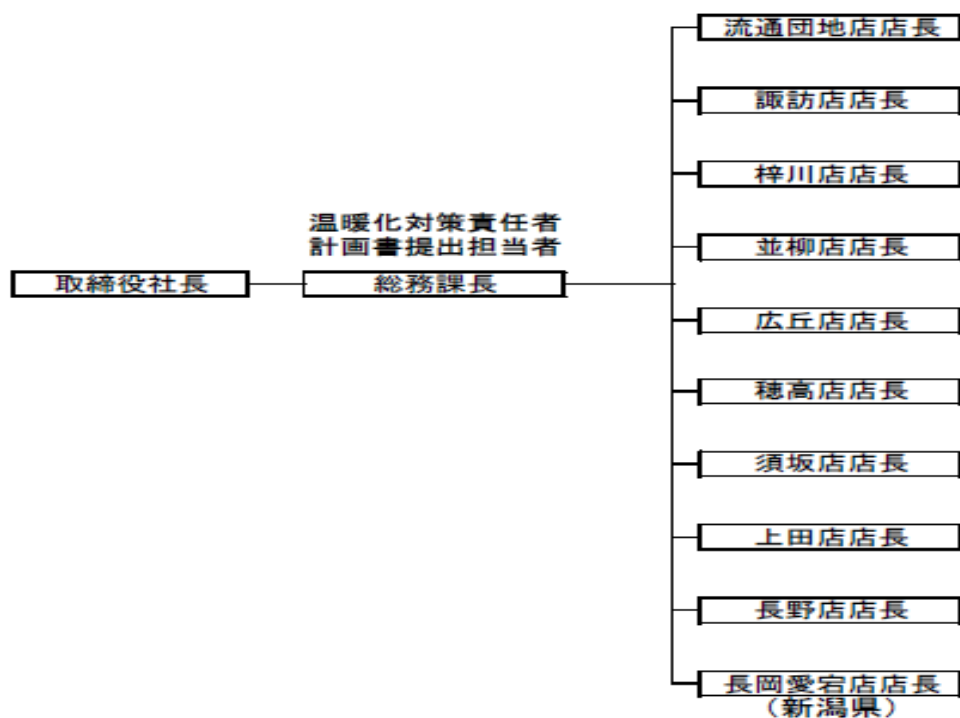 取締役社長
温暖化対策責任者
計画書提出担当者
総務課長
流通団地店店長
諏訪店店長
梓川店店長
並柳店店長
広丘店店長
穂高店店長
須坂店店長
上田店店長
長野店店長
長岡愛宕店店長
（新潟県）